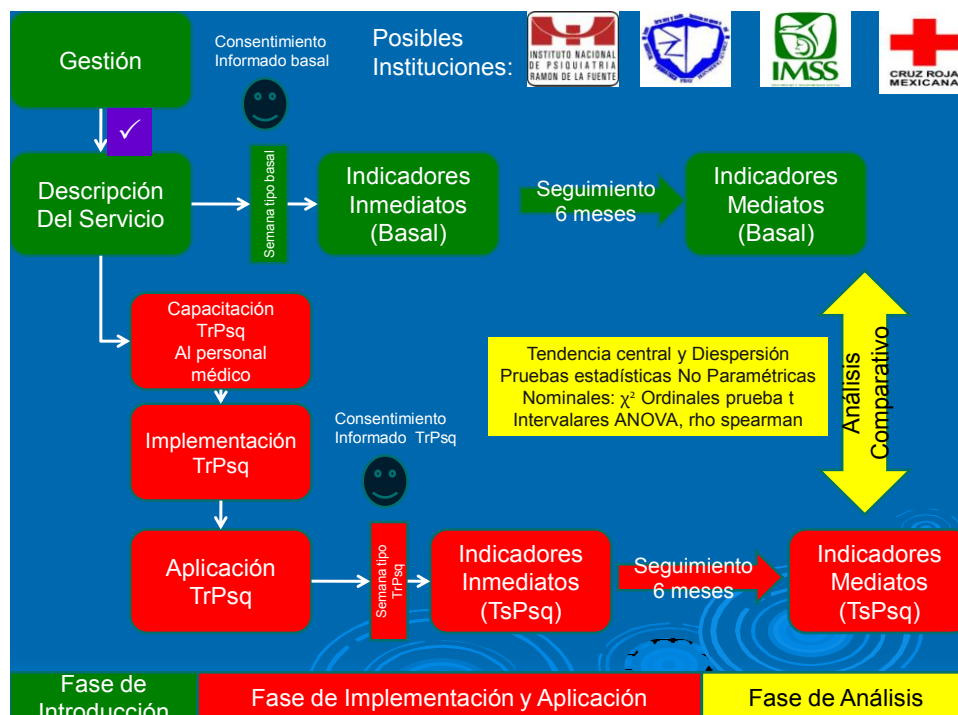 Gestión
Consentimiento
Informado basal
Posibles
Instituciones:
INSTITUTO NACIONAL
DE PSIQUIATRIA
RAMON DE LA FUENTE
IMSS
CRUZ ROJA
MEXICANA
✓
Descripción
Del Servicio
Semana tipo basal
Indicadores
Inmediatos
(Basal)
Seguimiento
6 meses
Indicadores
Mediatos
(Basal)
Capacitación
TrPsq
Al personal
médico
Tendencia central y Diespersión
Pruebas estadísticas No Paramétricas
Nominales: χ² Ordinales prueba t
Intervalares ANOVA, rho spearman
Análisis
Comparativo
Implementación
TrPsq
Consentimiento
Informado TrPsq
Aplicación
TrPsq
Semana tipo
TrPsq
Indicadores
Inmediatos
(TsPsq)
Seguimiento
6 meses
Indicadores
Mediatos
(TsPsq)
Fase de
Introducción
Fase de Implementación y Aplicación
Fase de Análisis